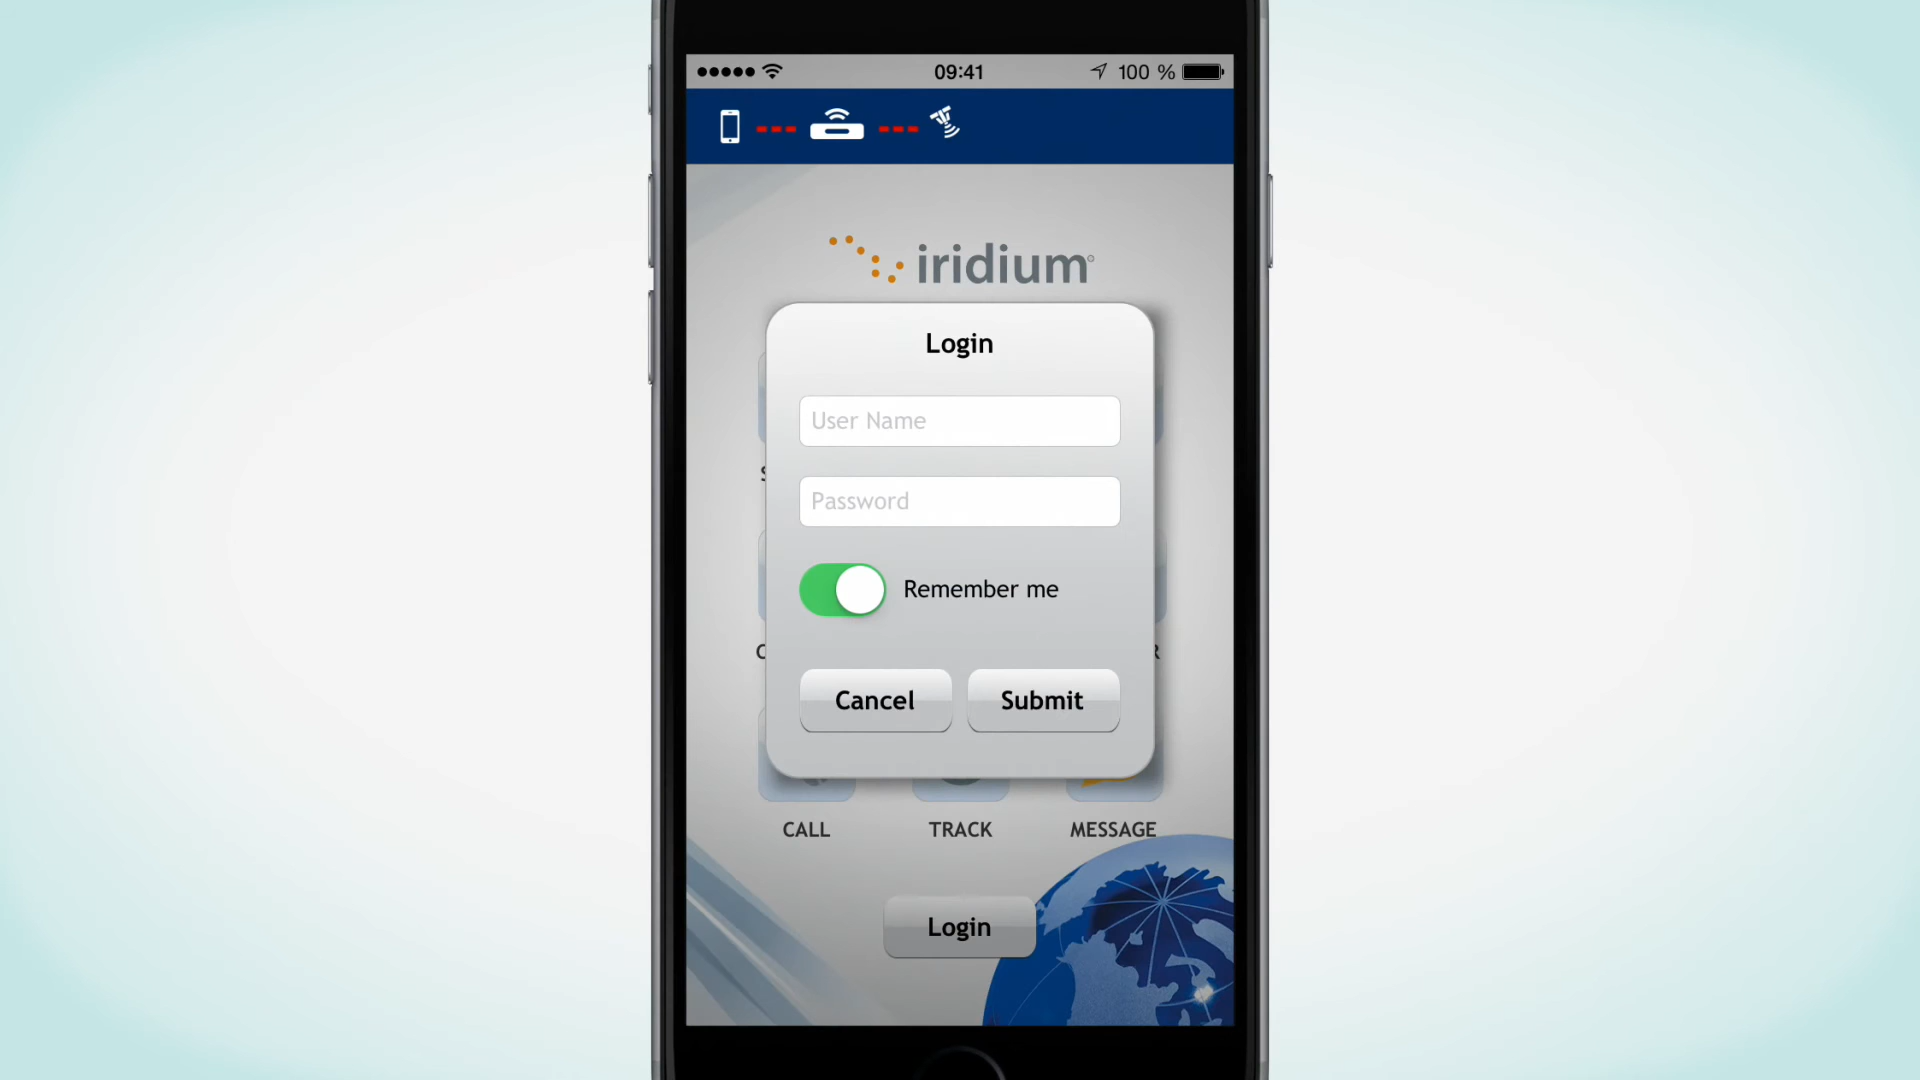 09:41
100 %
iridium
Login
User Name
Password
Remember me
Cancel Submit
CALL TRACK MESSAGE
Login